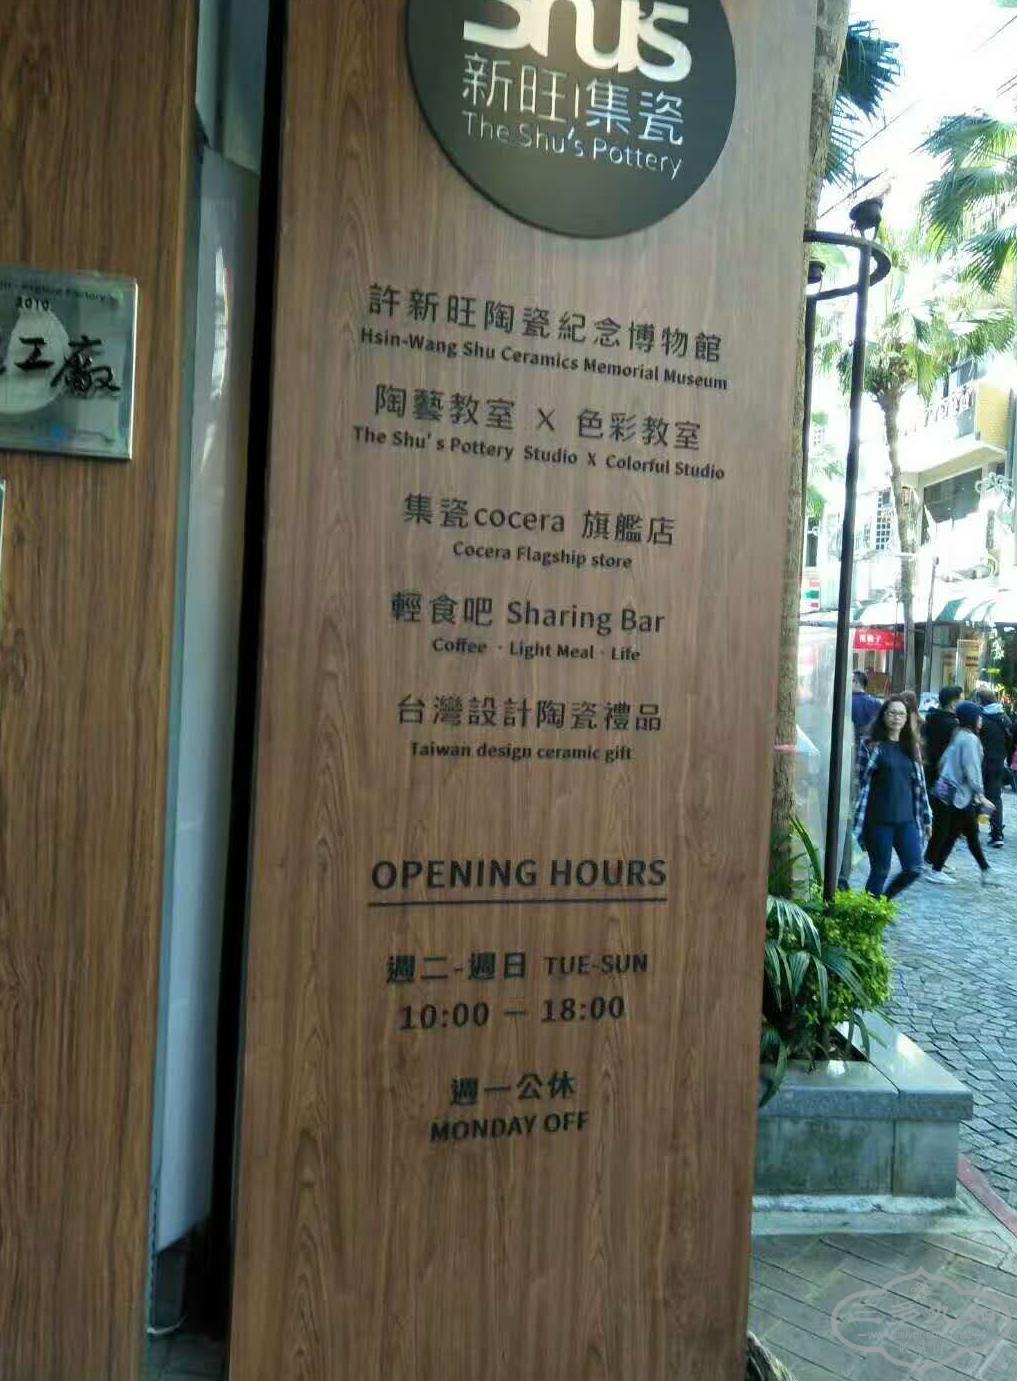 Shu's
新旺集瓷
The Shu's Pottery
許新旺陶瓷紀念博物館
Hsin-Wang Shu Ceramics Memorial Museum
陶藝教室 X 色彩教室
The Shu's Pottery Studio X Colorful Studio
集瓷cocera 旗艦店
Cocera Flagship store
輕食吧 Sharing Bar
Coffee · Light Meal · Life
台灣設計陶瓷禮品
Taiwan design ceramic gift
OPENING HOURS
週二-週日 TUE-SUN
10:00 — 18:00
週一公休
MONDAY OFF
2010
工廠